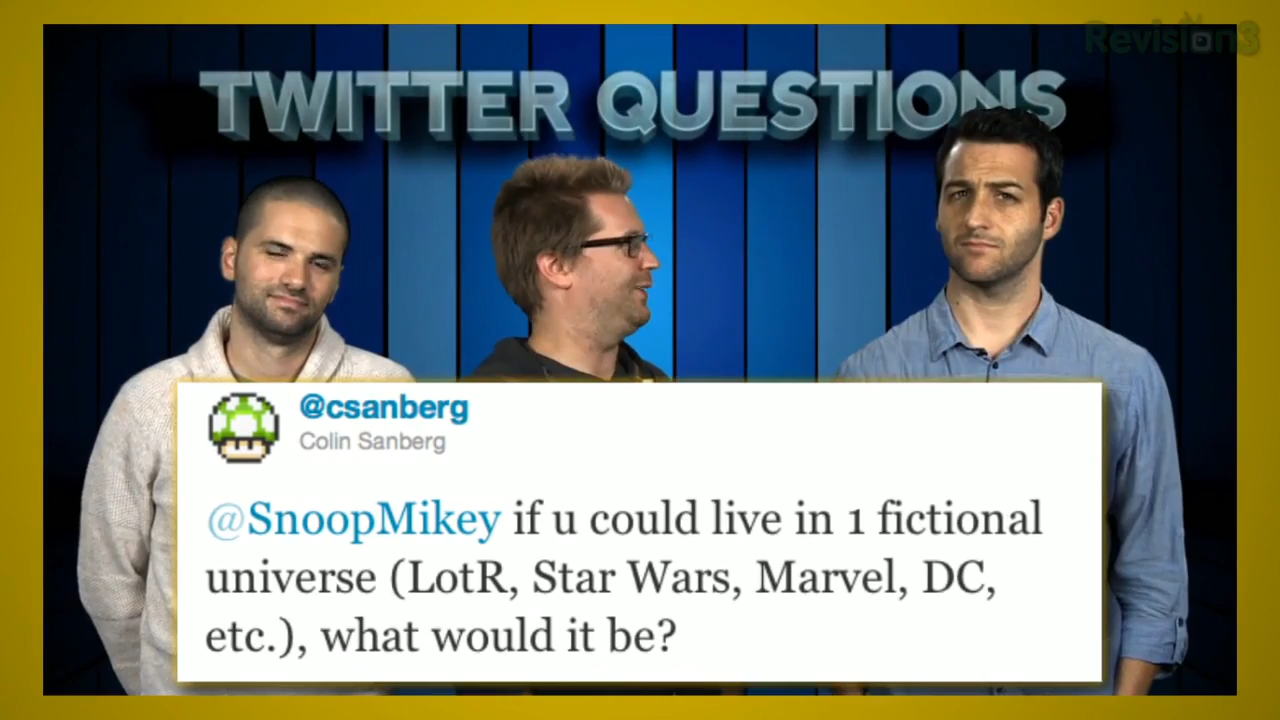 Revision3
TWITTER QUESTIONS
@csanberg
Colin Sanberg
@SnoopMikey if u could live in 1 fictional
universe (LotR, Star Wars, Marvel, DC,
etc.), what would it be?